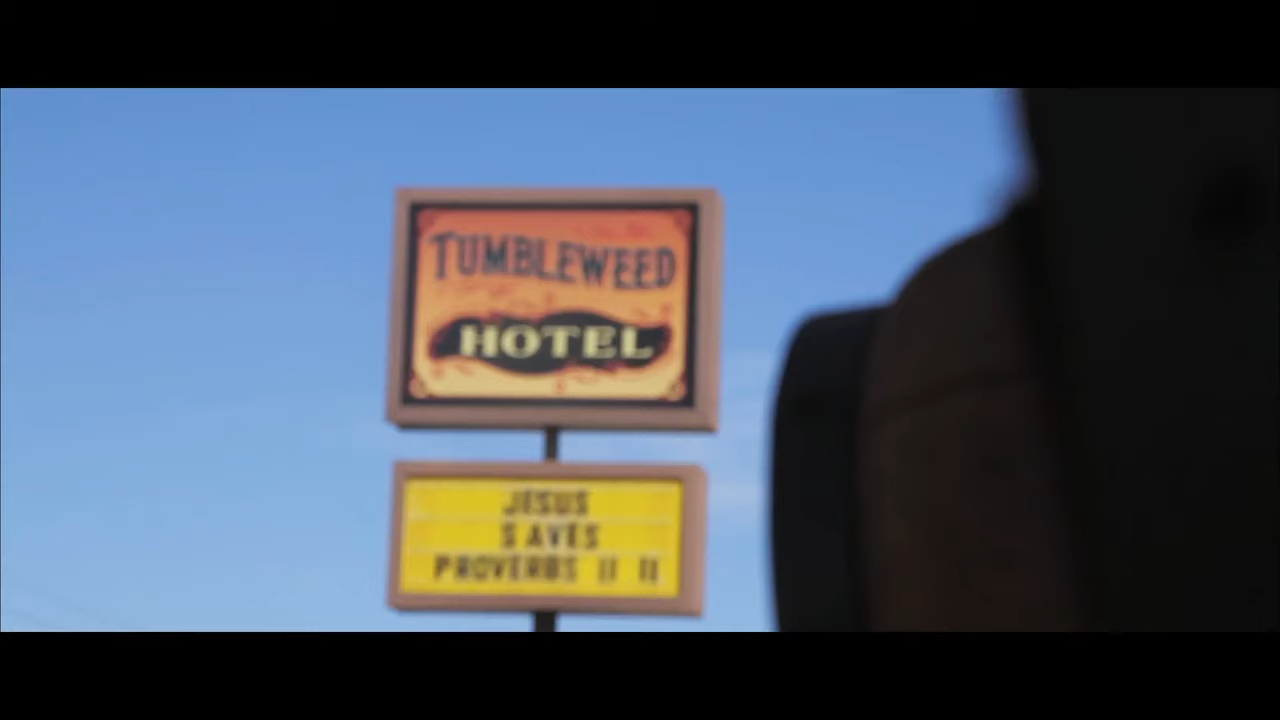 TUMBLEWEED
HOTEL
JESUS
SAVES
PROVERBS 11 11